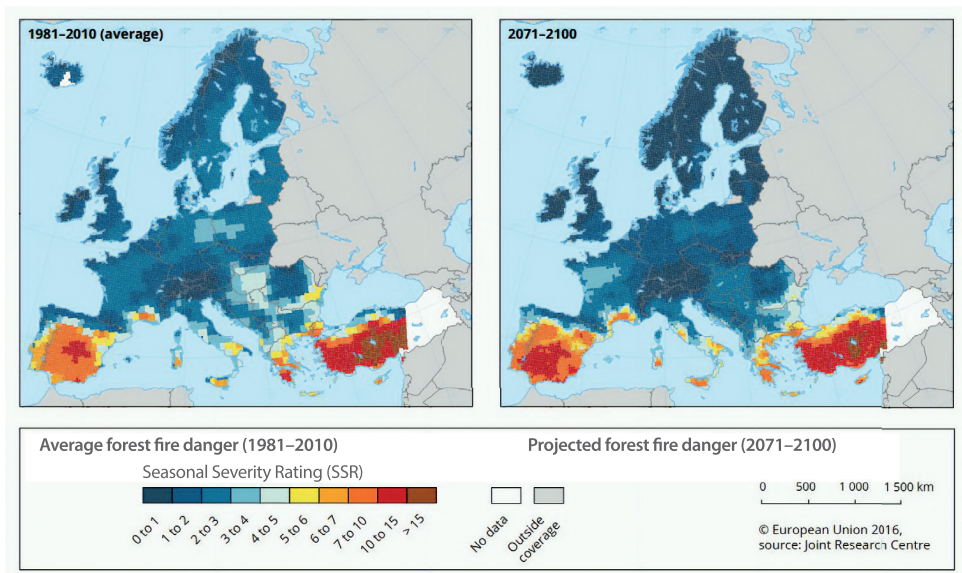 1981–2010 (average)
2071–2100
Average forest fire danger (1981–2010)
Projected forest fire danger (2071–2100)
Seasonal Severity Rating (SSR)
0 to 1
1 to 2
2 to 3
3 to 4
4 to 5
5 to 6
6 to 7
7 to 10
10 to 15
> 15
No data
Outside
coverage
0 500 1 000 1 500 km
© European Union 2016,
source: Joint Research Centre